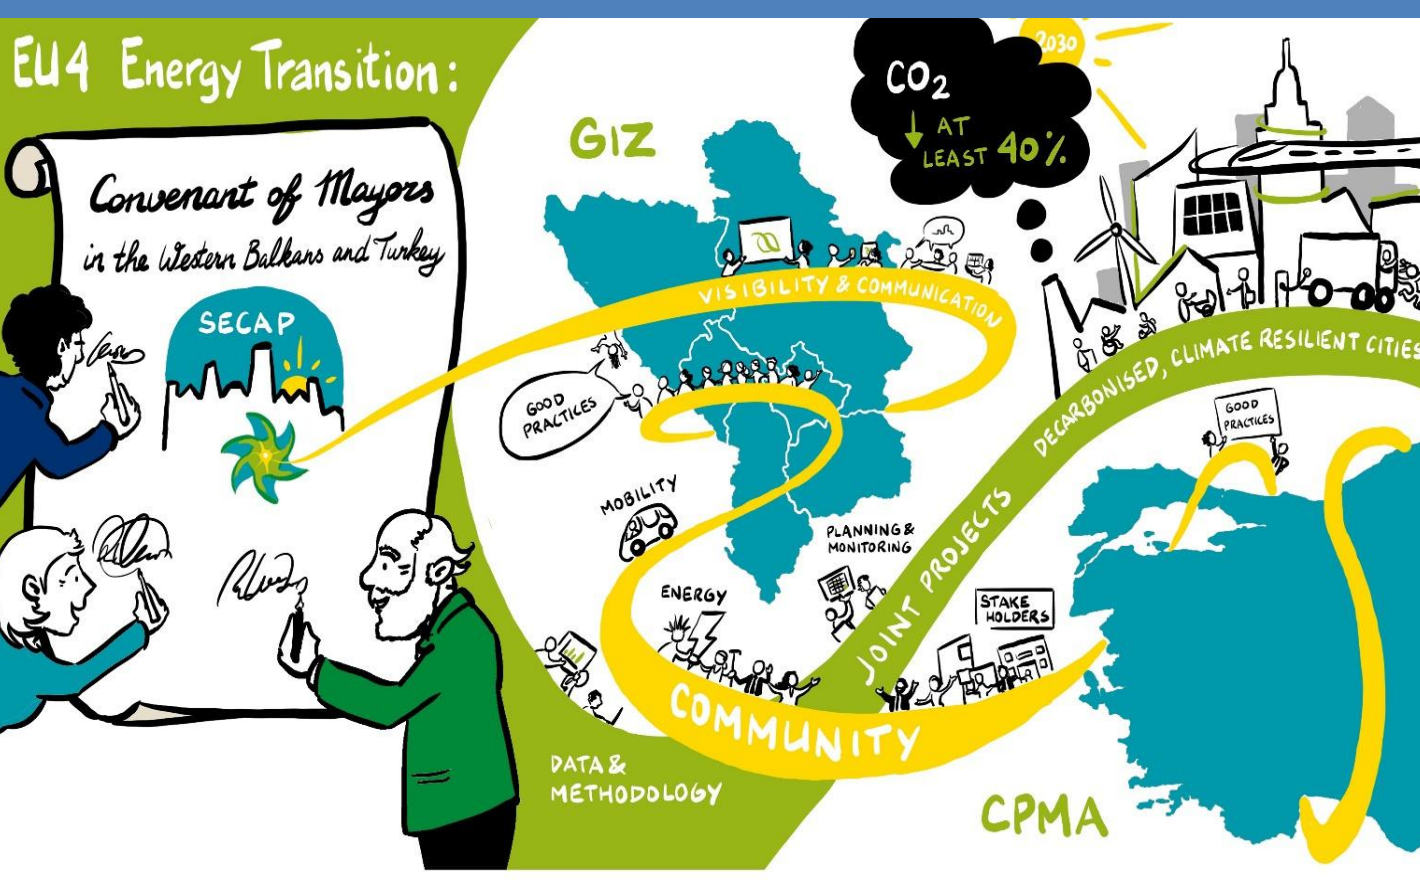 EU4 Energy Transition:
Convenant of Mayors
in the Western Balkans and Turkey
SECAP
GIZ
VISIBILITY & COMMUNICATION
GOOD
PRACTICES
MOBILITY
ENERGY
PLANNING &
MONITORING
COMMUNITY
DATA &
METHODOLOGY
JOINT PROJECTS
DECARBONISED, CLIMATE RESILIENT CITIES
STAKE
HOLDERS
2030
CO2
↓ AT
LEAST 40%
GOOD
PRACTICES
CPMA